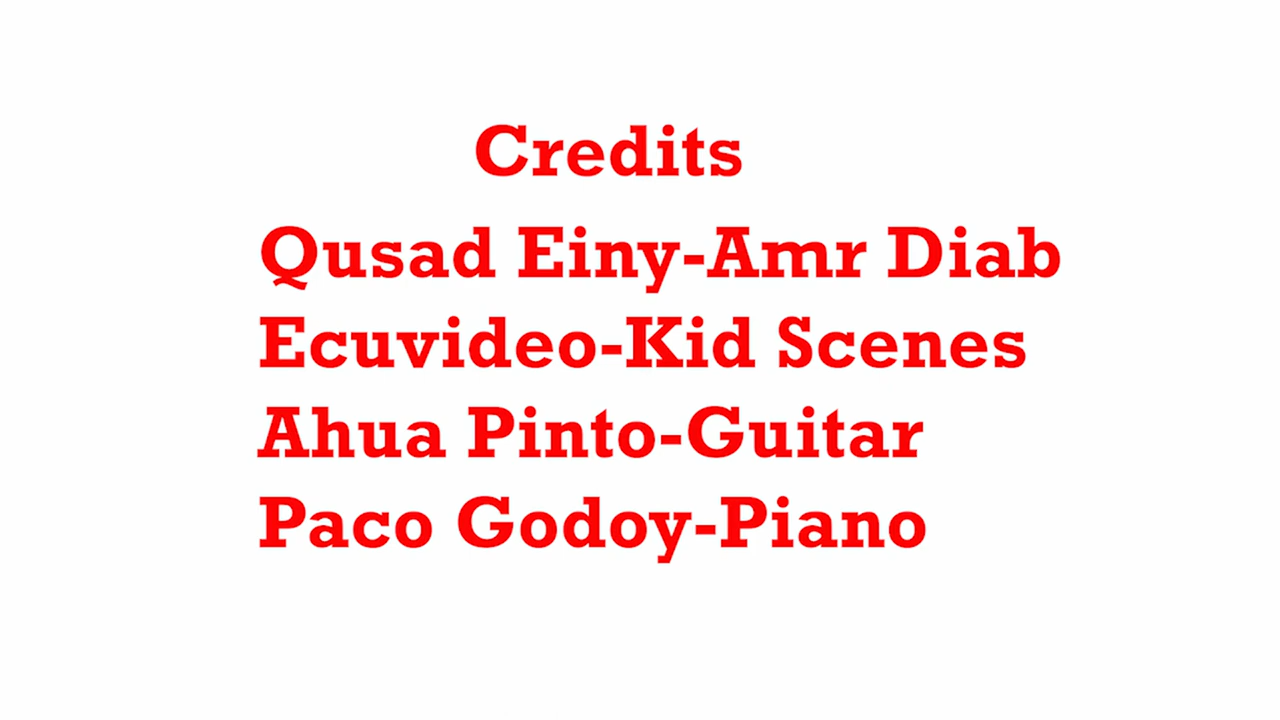 Credits
Qusad Einy-Amr Diab
Ecuvideo-Kid Scenes
Ahua Pinto-Guitar
Paco Godoy-Piano